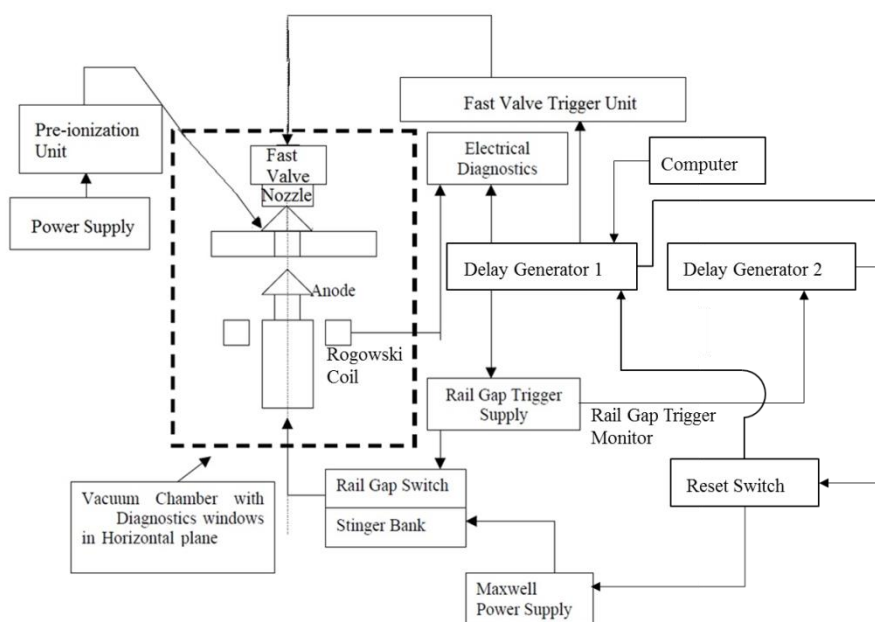 Fast Valve Trigger Unit
Pre-ionization
Unit
Fast
Valve
Nozzle
Electrical
Diagnostics
Computer
Power Supply
Delay Generator 1
Delay Generator 2
Anode
Rogowski
Coil
Rail Gap Trigger
Supply
Rail Gap Trigger
Monitor
Rail Gap Switch
Stinger Bank
Reset Switch
Vacuum Chamber with
Diagnostics windows
in Horizontal plane
Maxwell
Power Supply